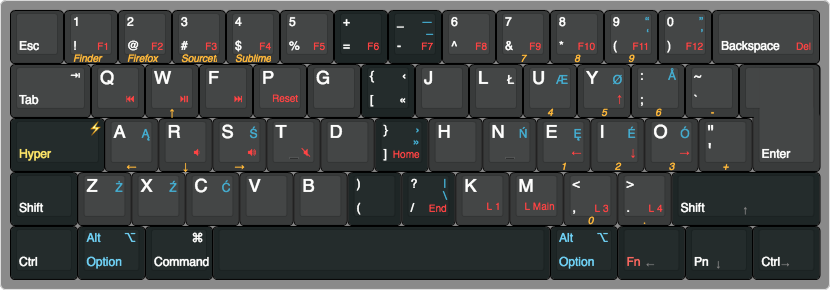 Esc 1 ! F1 Finder 2 @ F2 Firefox 3 # F3 Sourcet 4 $ F4 Sublime 5 % F5 + = F6 _ - — = F7 6 ^ F8 7 & F9 7 8 * F10 8 9 ( " ' F11 9 0 ) " ' F12 Backspace Del
Tab ⇥ Q ⏮ W ⏯ ↑ F ⏭ P Reset G { [ ‹ « J L Ł U Æ 4 Y Ø ↑ 5 : ; Å 6 ~ ` - Enter
Hyper ⚡ A Ą ← R 🔈 ↓ S Ś 🔊 → T _ 🔇 D } ] › » Home H N Ń _ E Ę ← 1 I É ↓ 2 O Ó → 3 " ' +
Shift Z Ż X Ź C Ć V B ) ( ? / | \ End K L 1 M L Main < , L 3 0 > . L 4 . Shift ↑
Ctrl Alt ⌥ Option ⌘ Command Alt ⌥ Option Fn ← Pn ↓ Ctrl →